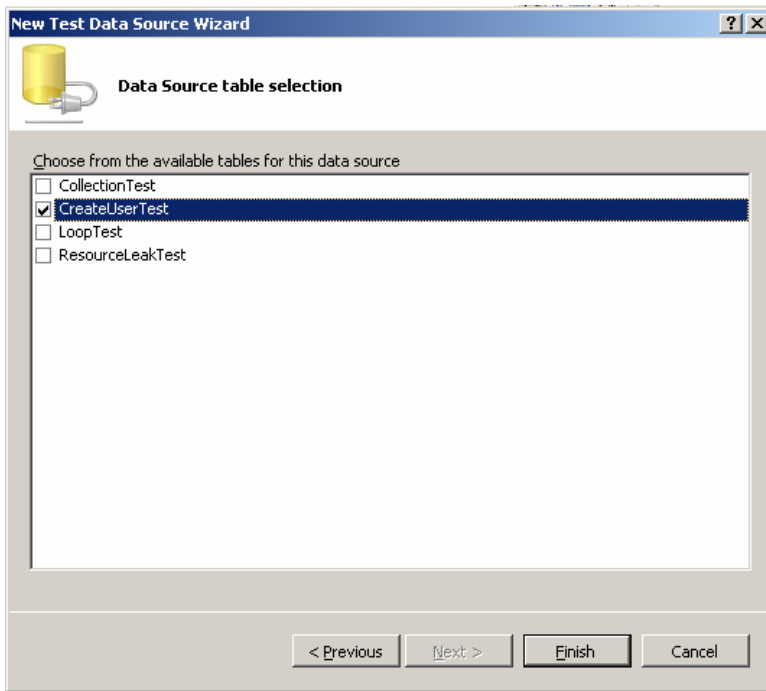 New Test Data Source Wizard
Data Source table selection
Choose from the available tables for this data source
CollectionTest
CreateUserTest
LoopTest
ResourceLeakTest
< Previous
Next >
Finish
Cancel